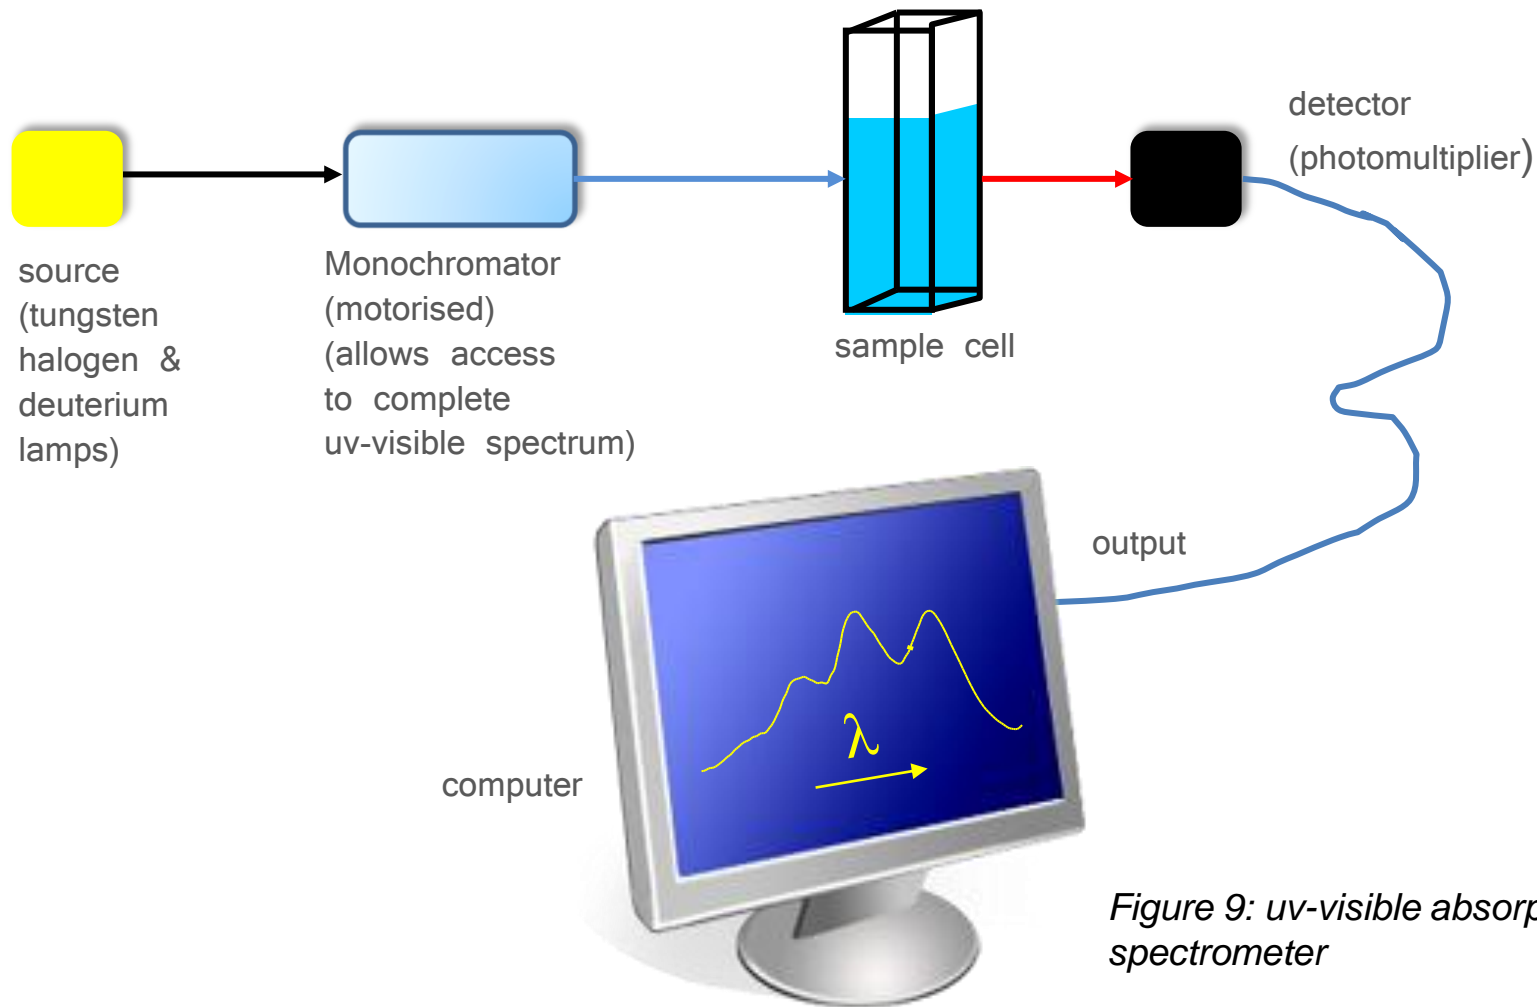 detector
(photomultiplier)
source
(tungsten
halogen &
deuterium
lamps)
Monochromator
(motorised)
(allows access
to complete
uv-visible spectrum)
sample cell
output
λ
computer
Figure 9: uv-visible absorp
spectrometer